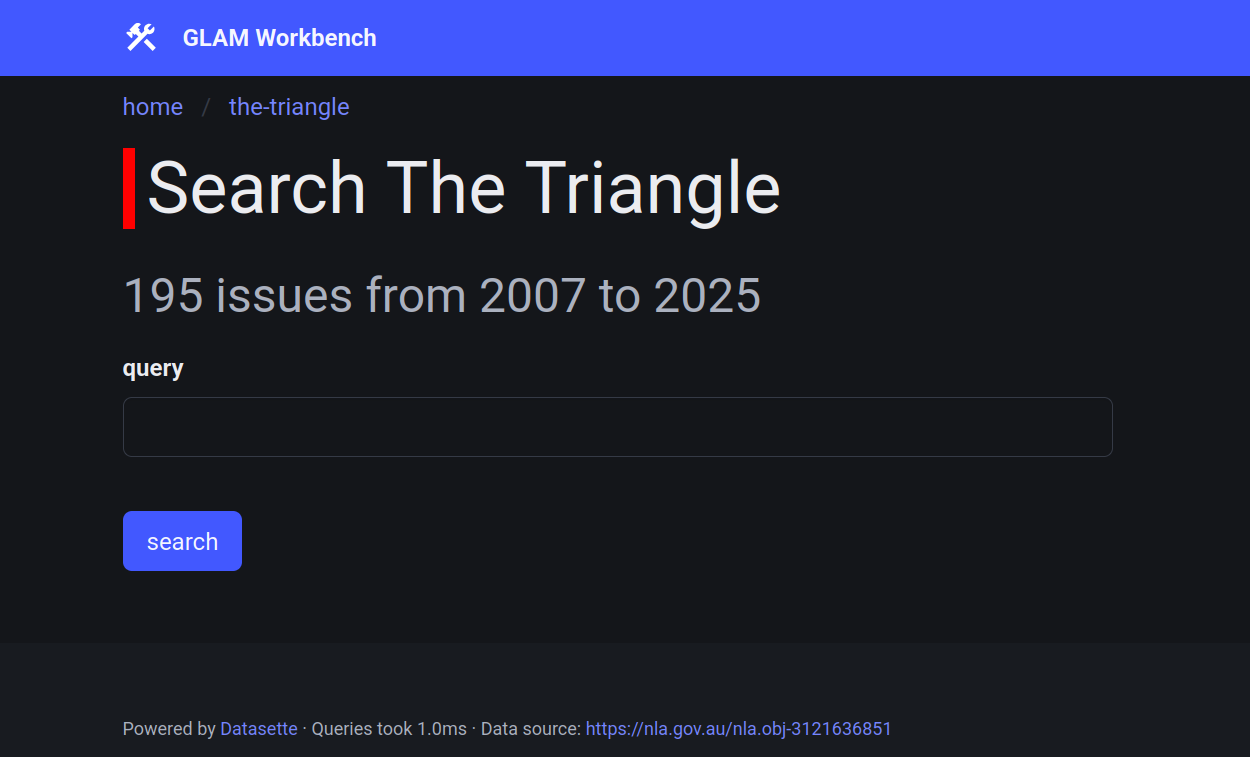 GLAM Workbench
home / the-triangle
Search The Triangle
195 issues from 2007 to 2025
query
search
Powered by Datasette · Queries took 1.0ms · Data source: https://nla.gov.au/nla.obj-3121636851